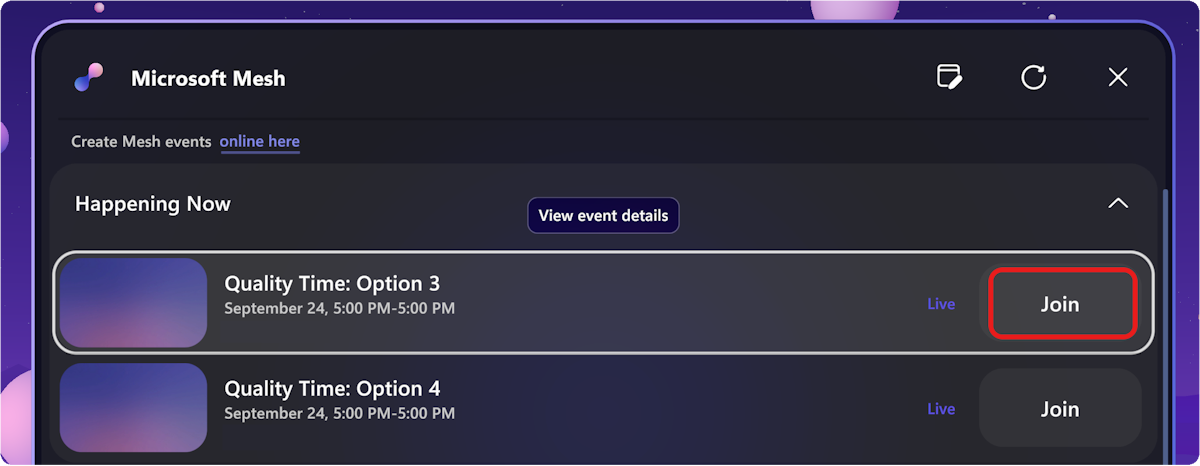 Microsoft Mesh
Create Mesh events online here
Happening Now
View event details
Quality Time: Option 3
September 24, 5:00 PM-5:00 PM
Live
Join
Quality Time: Option 4
September 24, 5:00 PM-5:00 PM
Live
Join